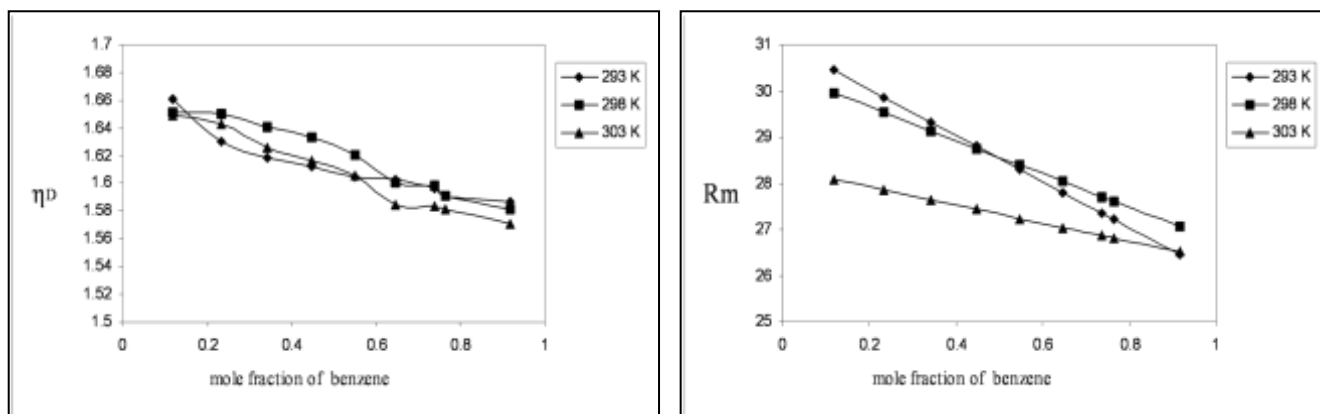 1.7
1.68
1.66
1.64
1.62
1.6
1.58
1.56
1.54
1.52
1.5
ηD
0 0.2 0.4 0.6 0.8 1
mole fraction of benzene
293 K
298 K
303 K
31
30
29
28
27
26
25
Rm
0 0.2 0.4 0.6 0.8 1
mole fraction of benzene
293 K
298 K
303 K